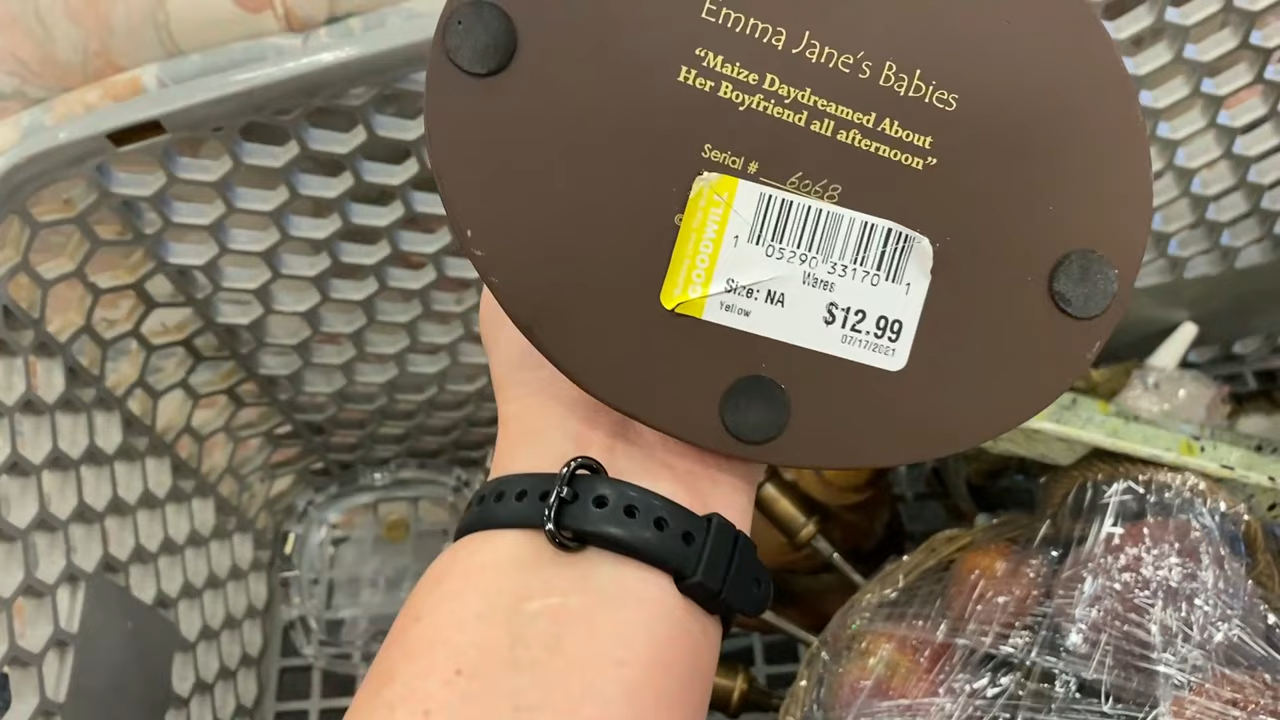 Emma Jane's Babies
“Maize Daydreamed About
Her Boyfriend all afternoon”
Serial # 6068
©
GOODWILL
1 05290 33170 1
Wares
Size: NA
Yellow
$12.99
07/17/2021